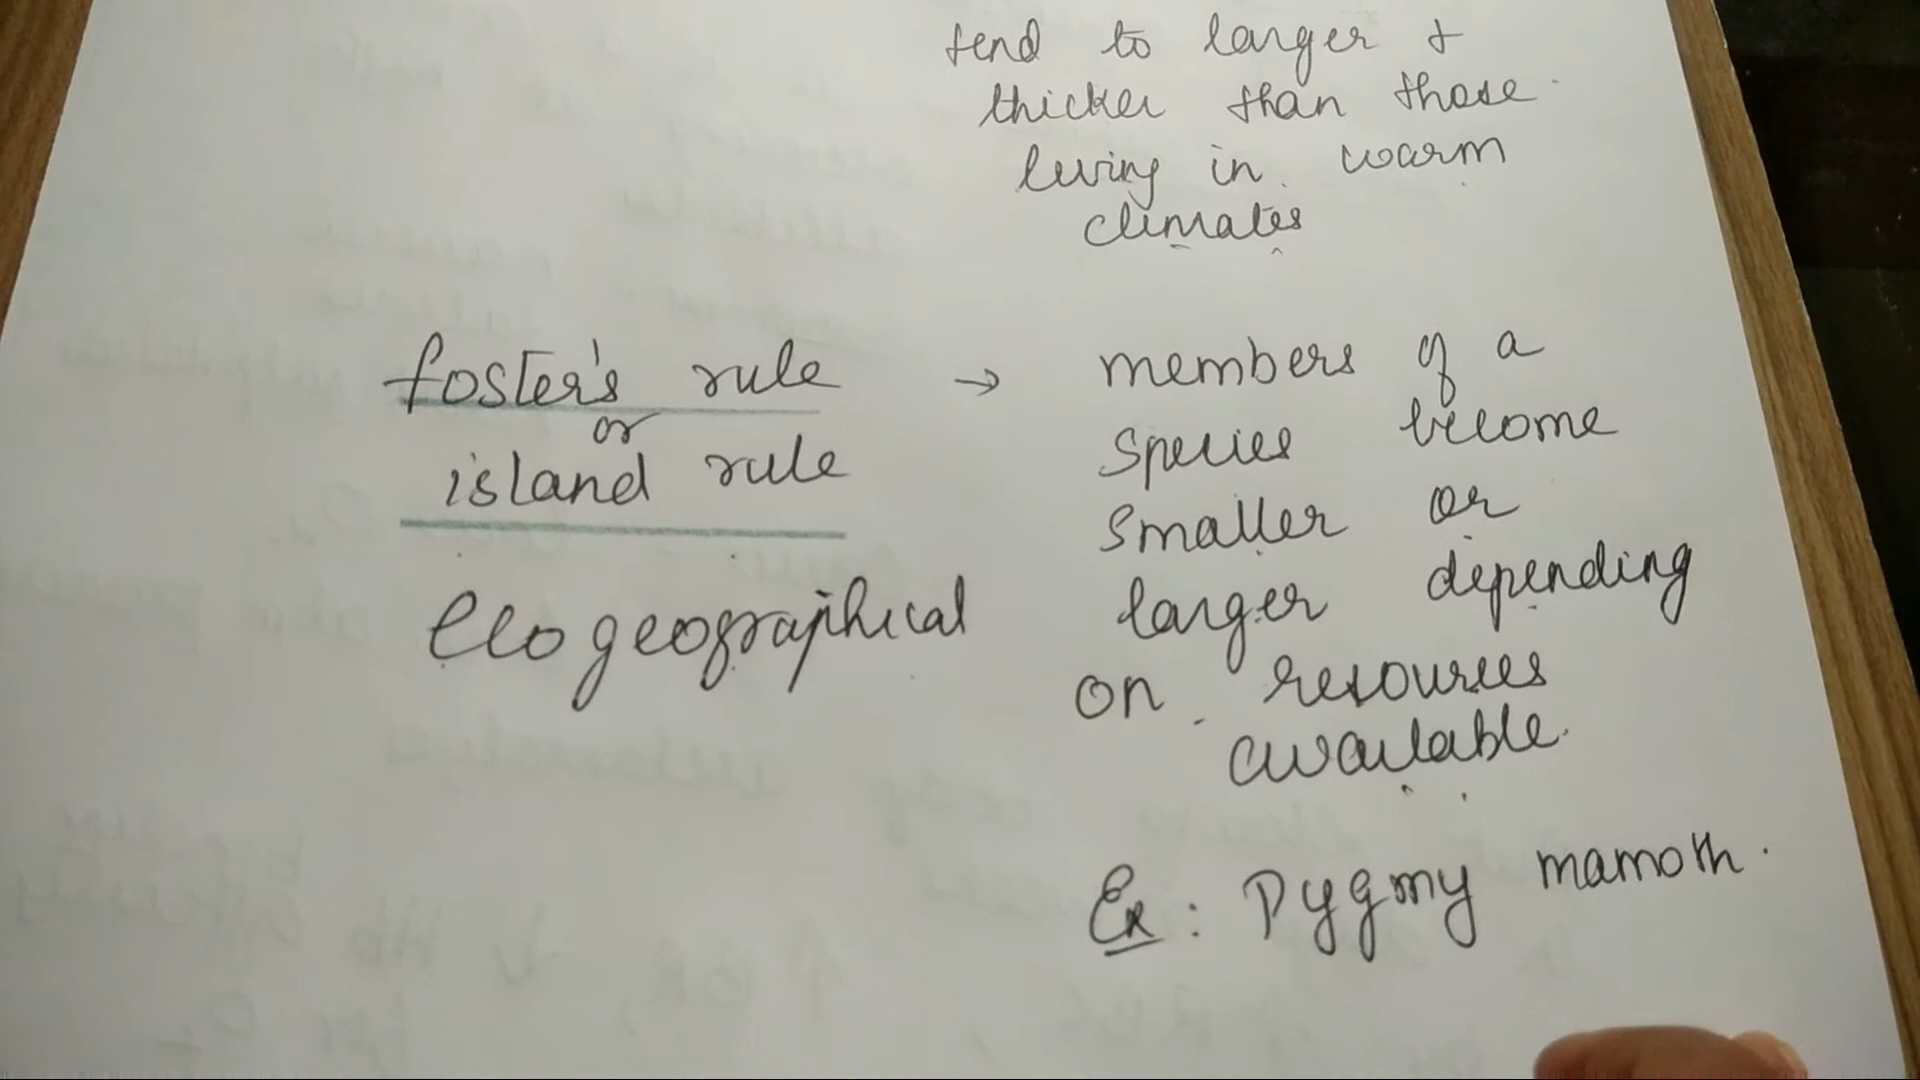 tend to larger &
thicker than those
living in warm
climates
foster's rule → members of a
or
island rule
species become
smaller or
ecogeographical
larger depending
on resources
available.
Ex: Pygmy mamoth.